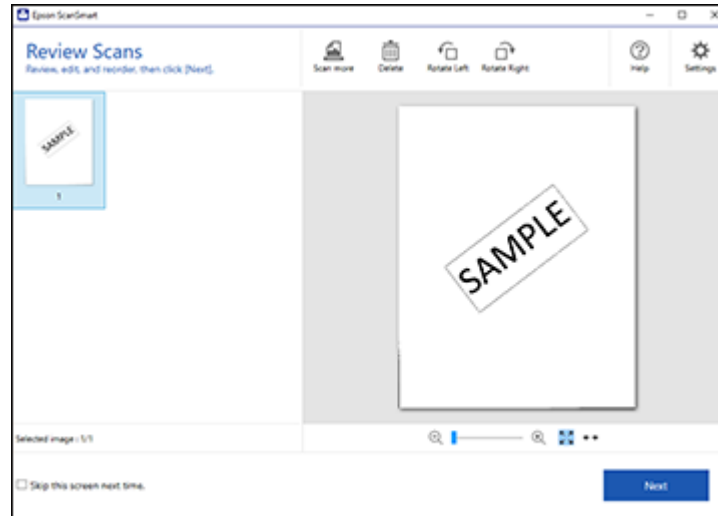 Epson ScanSmart
Review Scans
Review, edit, and reorder, then click [Next].
Scan more
Delete
Rotate Left
Rotate Right
Help
Settings
SAMPLE
1
SAMPLE
Selected image : 1/1
Skip this screen next time.
Next